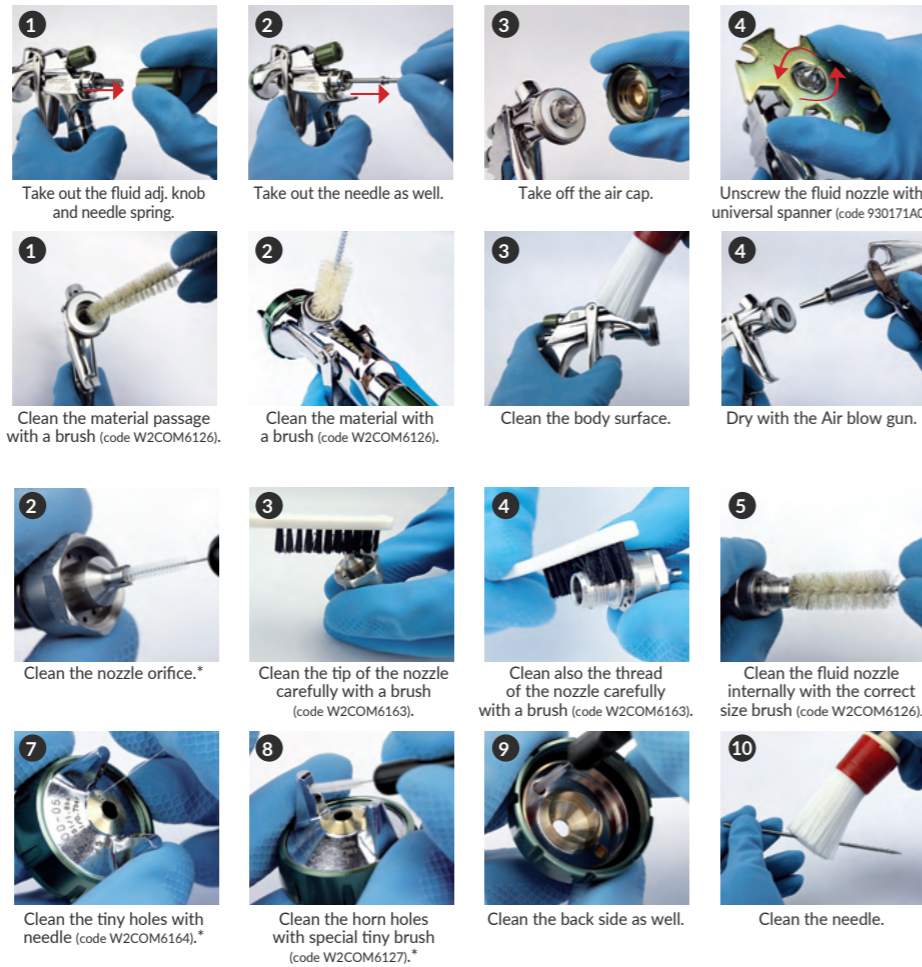 1
2
3
4
Take out the fluid adj. knob
and needle spring.
Take out the needle as well.
Take off the air cap.
Unscrew the fluid nozzle with
universal spanner (code 930171A0
1
2
3
4
Clean the material passage
with a brush (code W2COM6126).
Clean the material with
a brush (code W2COM6126).
Clean the body surface.
Dry with the Air blow gun.
2
3
4
5
Clean the nozzle orifice.*
Clean the tip of the nozzle
carefully with a brush
(code W2COM6163).
Clean also the thread
of the nozzle carefully
with a brush (code W2COM6163).
Clean the fluid nozzle
internally with the correct
size brush (code W2COM6126).
7
8
9
10
Clean the tiny holes with
needle (code W2COM6164).*
Clean the horn holes
with special tiny brush
(code W2COM6127).*
Clean the back side as well.
Clean the needle.